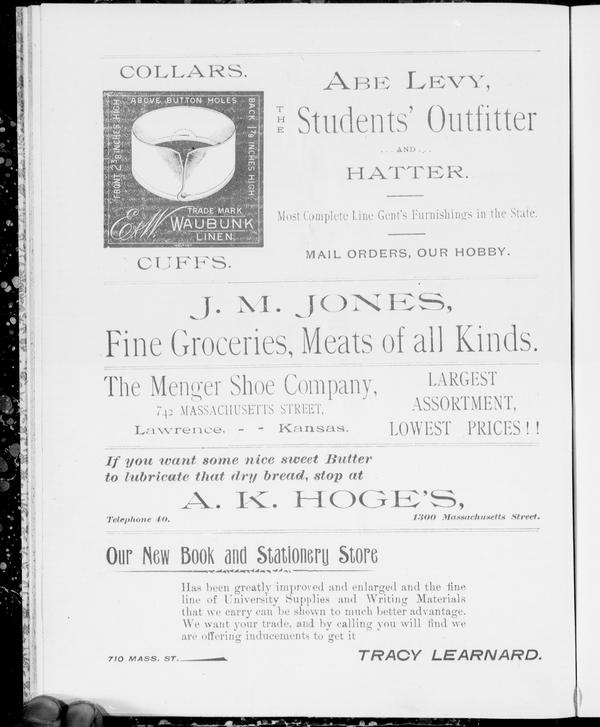 COLLARS.
ABOVE BUTTON HOLES
FRONT 2 3/8 INCHES HIGH
BACK 1 7/8 INCHES HIGH
TRADE MARK
E & W
WAUBUNK
LINEN.
CUFFS.
ABE LEVY,
THE
Students' Outfitter
... AND ...
HATTER.
Most Complete Line Gent's Furnishings in the State.
MAIL ORDERS, OUR HOBBY.
J. M. JONES,
Fine Groceries, Meats of all Kinds.
The Menger Shoe Company,
742 MASSACHUSETTS STREET,
Lawrence, - - Kansas.
LARGEST
ASSORTMENT,
LOWEST PRICES!!
If you want some nice sweet Butter
to lubricate that dry bread, stop at
A. K. HOGE'S,
Telephone 40. 1300 Massachusetts Street.
Our New Book and Stationery Store
Has been greatly improved and enlarged and the fine
line of University Supplies and Writing Materials
that we carry can be shown to much better advantage.
We want your trade, and by calling you will find we
are offering inducements to get it
710 MASS. ST. TRACY LEARNARD.